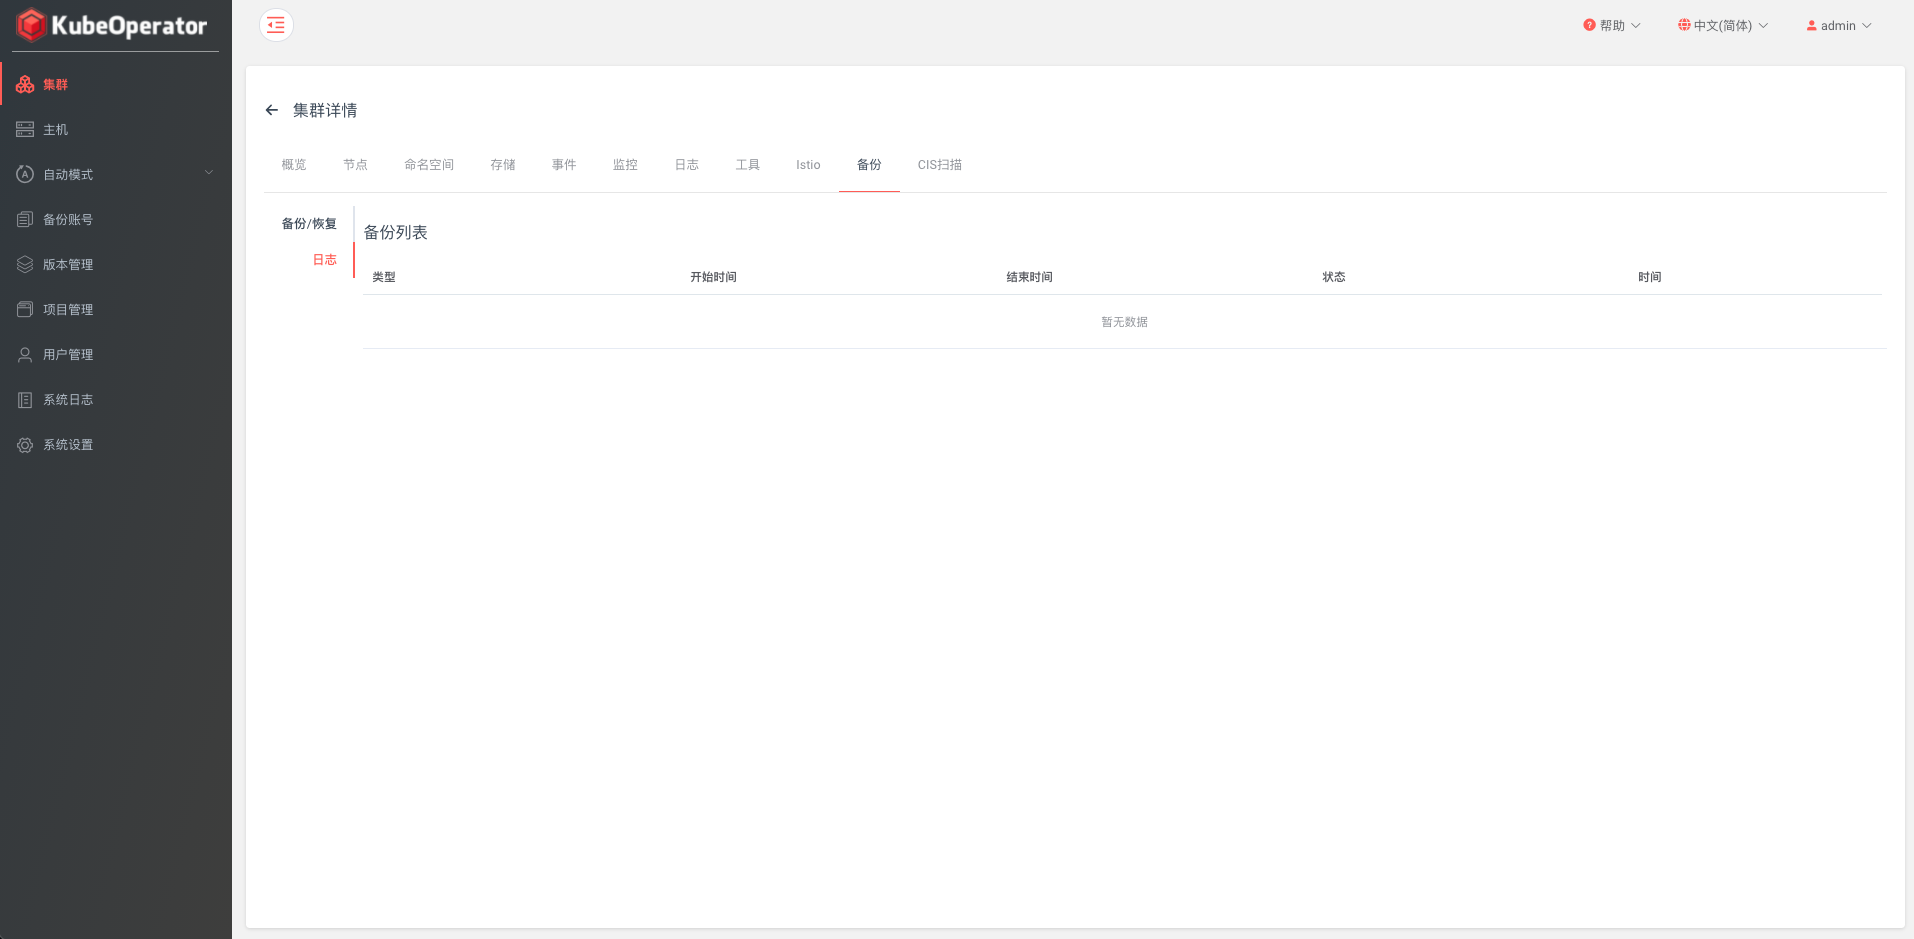 KubeOperator
帮助
中文(简体)
admin
集群
主机
自动模式
备份账号
版本管理
项目管理
用户管理
系统日志
系统设置
集群详情
概览 节点 命名空间 存储 事件 监控 日志 工具 Istio 备份 CIS扫描
备份/恢复
日志
备份列表
类型 开始时间 结束时间 状态 时间
暂无数据